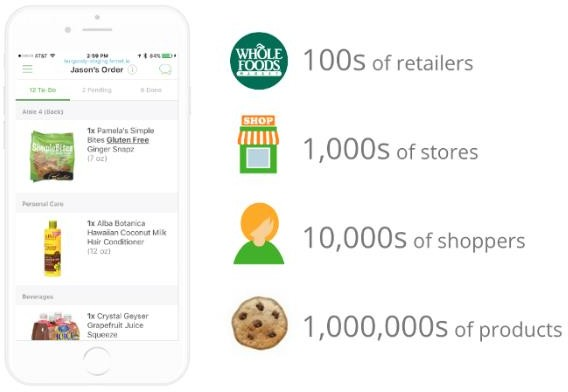 AT&T 2:59 PM 84%
Jason's Order
12 To Do 2 Pending 6 Done
Aisle 4 (Back)
1x Pamela's Simple
Bites Gluten Free
Ginger Snapz
(7 oz)
Personal Care
1x Alba Botanica
Hawaiian Coconut Milk
Hair Conditioner
(12 oz)
Beverages
1x Crystal Geyser
Grapefruit Juice
Squeeze
WHOLE
FOODS
MARKET
100s of retailers
SHOP
1,000s of stores
10,000s of shoppers
1,000,000s of products